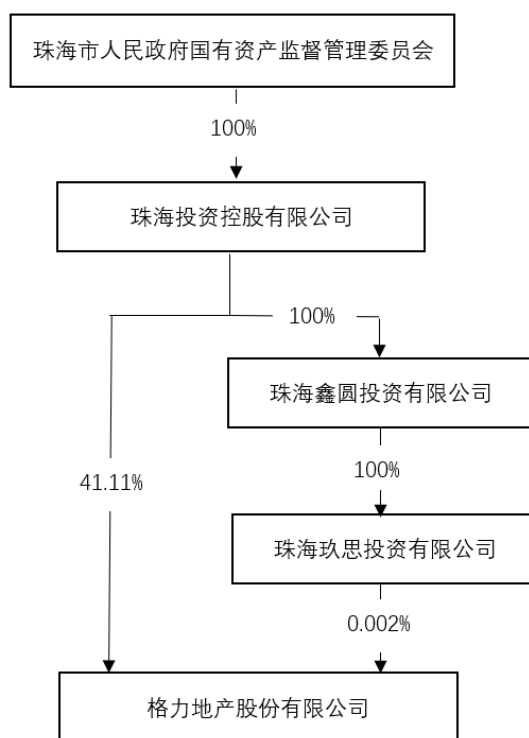 珠海市人民政府国有资产监督管理委员会
100%
珠海投资控股有限公司
100%
珠海鑫圆投资有限公司
41.11%
100%
珠海玖思投资有限公司
0.002%
格力地产股份有限公司